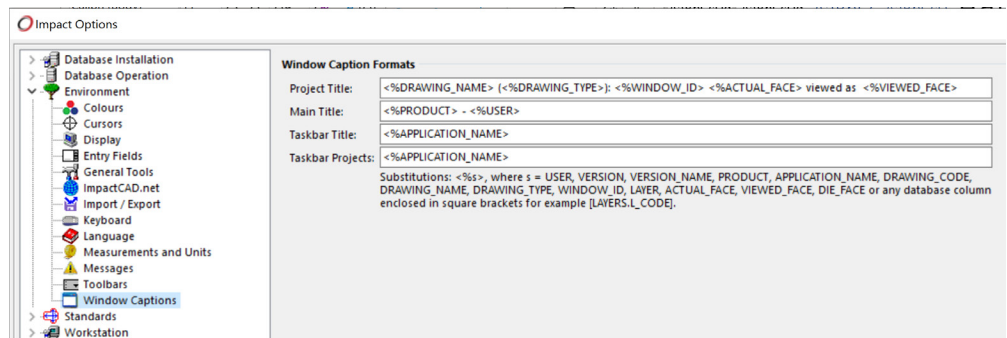 Impact Options
Database Installation
Database Operation
Environment
Colours
Cursors
Display
Entry Fields
General Tools
ImpactCAD.net
Import / Export
Keyboard
Language
Measurements and Units
Messages
Toolbars
Window Captions
Standards
Workstation
Window Caption Formats
Project Title: <%DRAWING_NAME> (<%DRAWING_TYPE>): <%WINDOW_ID> <%ACTUAL_FACE> viewed as <%VIEWED_FACE>
Main Title: <%PRODUCT> - <%USER>
Taskbar Title: <%APPLICATION_NAME>
Taskbar Projects: <%APPLICATION_NAME>
Substitutions: <%s>, where s = USER, VERSION, VERSION_NAME, PRODUCT, APPLICATION_NAME, DRAWING_CODE,
DRAWING_NAME, DRAWING_TYPE, WINDOW_ID, LAYER, ACTUAL_FACE, VIEWED_FACE, DIE_FACE or any database column
enclosed in square brackets for example [LAYERS.L_CODE].